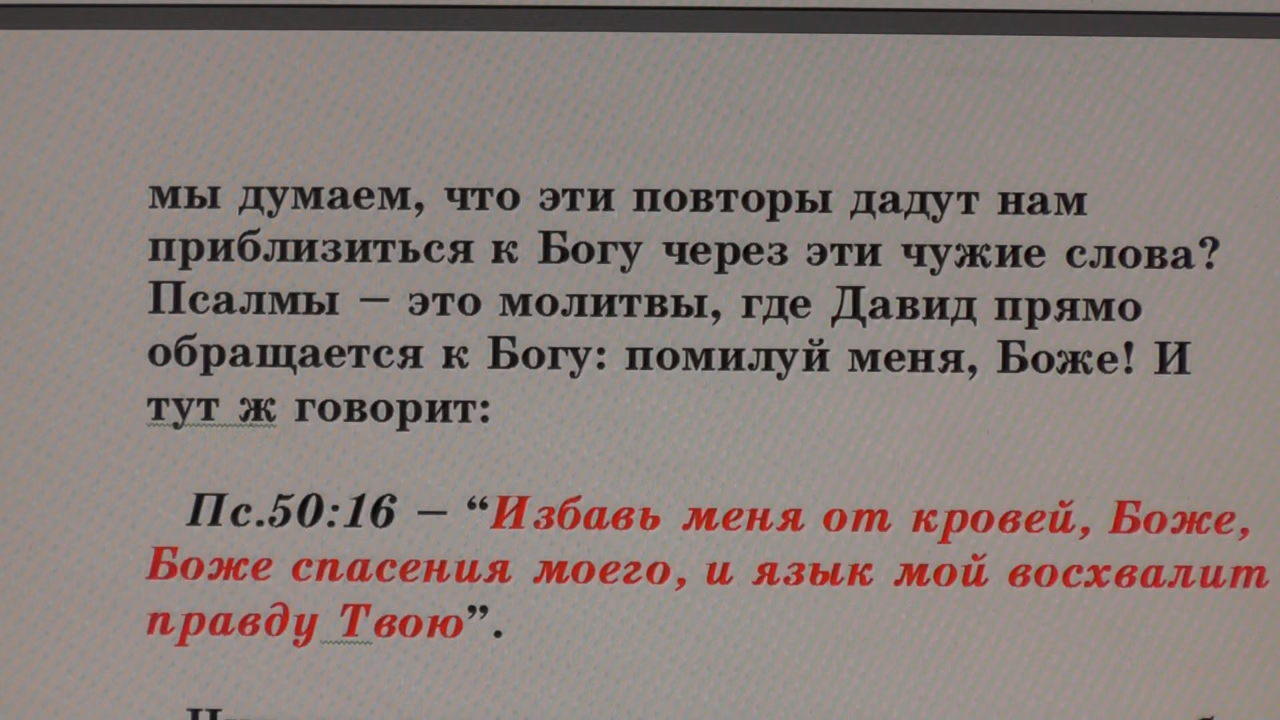 мы думаем, что эти повторы дадут нам
приблизиться к Богу через эти чужие слова?
Псалмы – это молитвы, где Давид прямо
обращается к Богу: помилуй меня, Боже! И
тут ж говорит:
Пс.50:16 – “Избавь меня от кровей, Боже,
Боже спасения моего, и язык мой восхвалит
правду Твою”.